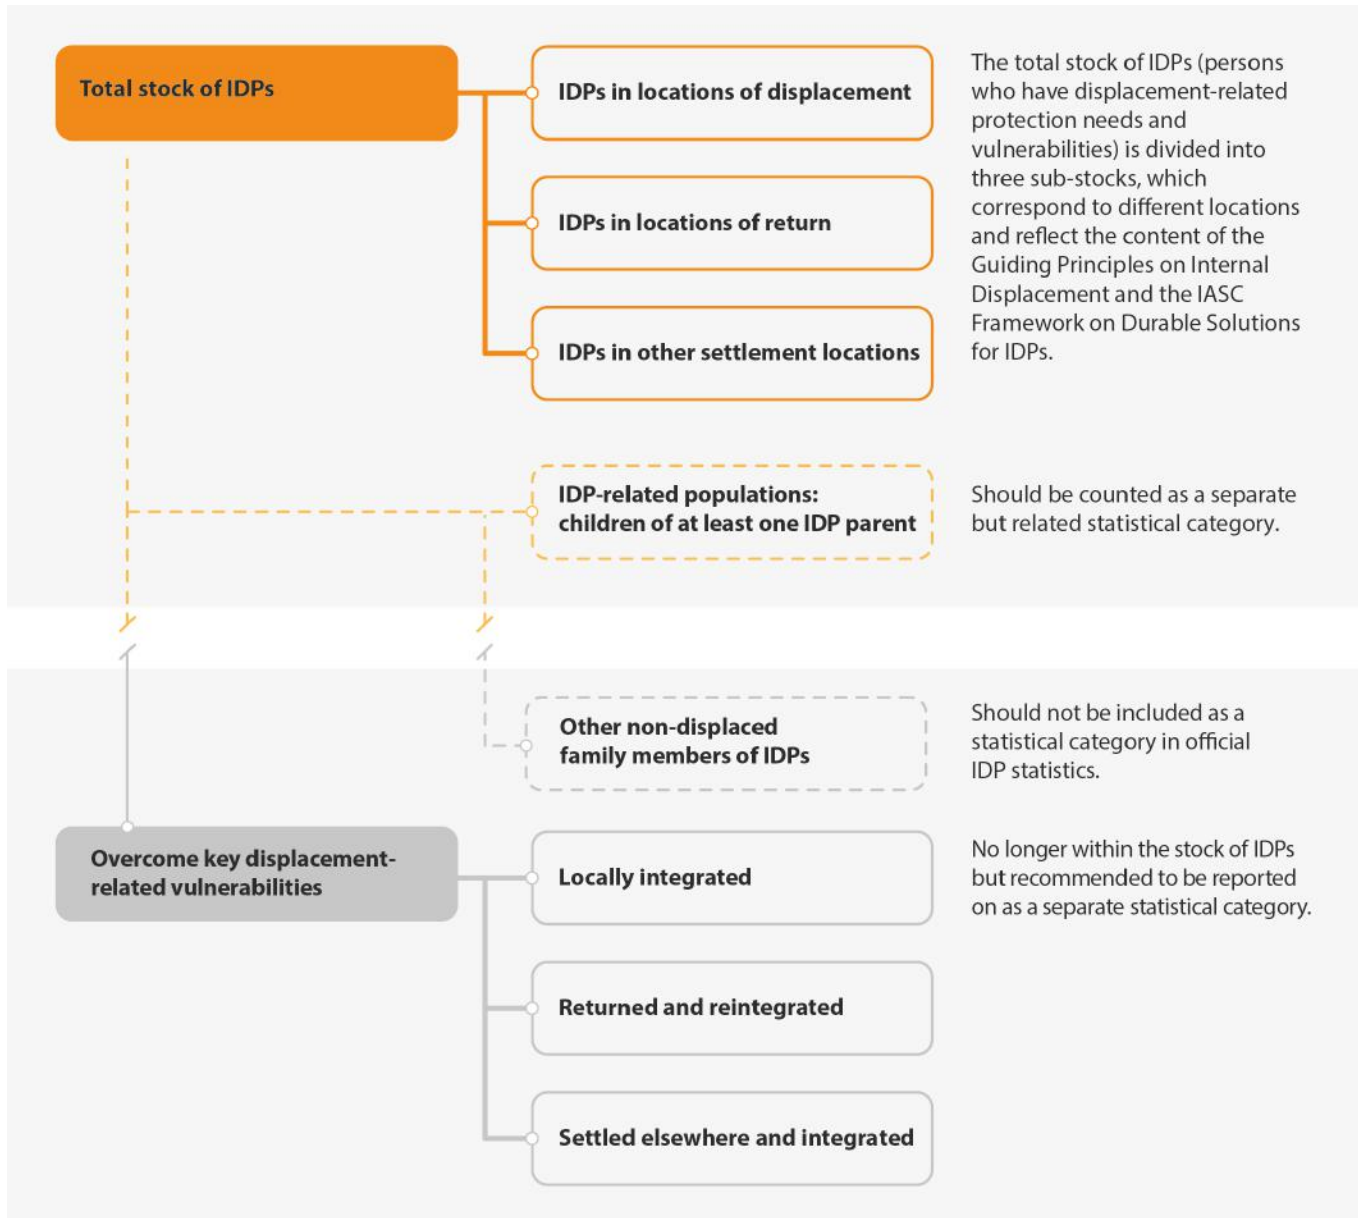 Total stock of IDPs
IDPs in locations of displacement
IDPs in locations of return
IDPs in other settlement locations
The total stock of IDPs (persons
who have displacement-related
protection needs and
vulnerabilities) is divided into
three sub-stocks, which
correspond to different locations
and reflect the content of the
Guiding Principles on Internal
Displacement and the IASC
Framework on Durable Solutions
for IDPs.
IDP-related populations:
children of at least one IDP parent
Should be counted as a separate
but related statistical category.
Other non-displaced
family members of IDPs
Should not be included as a
statistical category in official
IDP statistics.
Overcome key displacement-
related vulnerabilities
Locally integrated
No longer within the stock of IDPs
but recommended to be reported
on as a separate statistical category.
Returned and reintegrated
Settled elsewhere and integrated